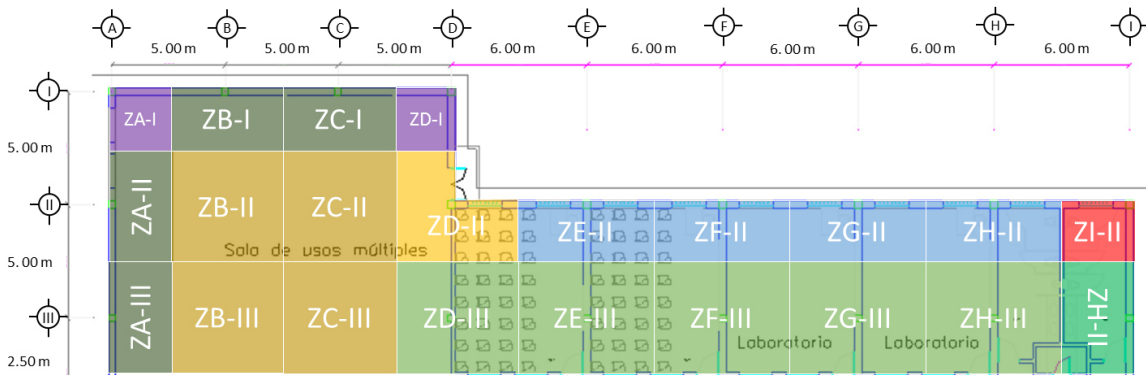 A B C D E F G H I
5.00 m 5.00 m 5.00 m 6.00 m 6.00 m 6.00 m 6.00 m 6.00 m
I
ZA-I ZB-I ZC-I ZD-I
5.00 m
ZA-II ZB-II ZC-II
II
ZD-II ZE-II ZF-II ZG-II ZH-II ZI-II
Sala de usos múltiples
5.00 m
ZA-III ZB-III ZC-III ZD-III ZE-III ZF-III ZG-III ZH-III ZH-II
III
Laboratorio Laboratorio
2.50 m